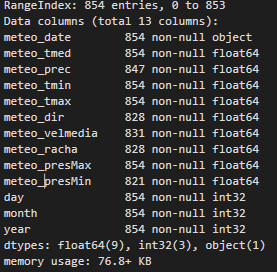 RangeIndex: 854 entries, 0 to 853
Data columns (total 13 columns):
meteo_date 854 non-null object
meteo_tmed 854 non-null float64
meteo_prec 847 non-null float64
meteo_tmin 854 non-null float64
meteo_tmax 854 non-null float64
meteo_dir 828 non-null float64
meteo_velmedia 831 non-null float64
meteo_racha 828 non-null float64
meteo_presMax 854 non-null float64
meteo_presMin 821 non-null float64
day 854 non-null int32
month 854 non-null int32
year 854 non-null int32
dtypes: float64(9), int32(3), object(1)
memory usage: 76.8+ KB